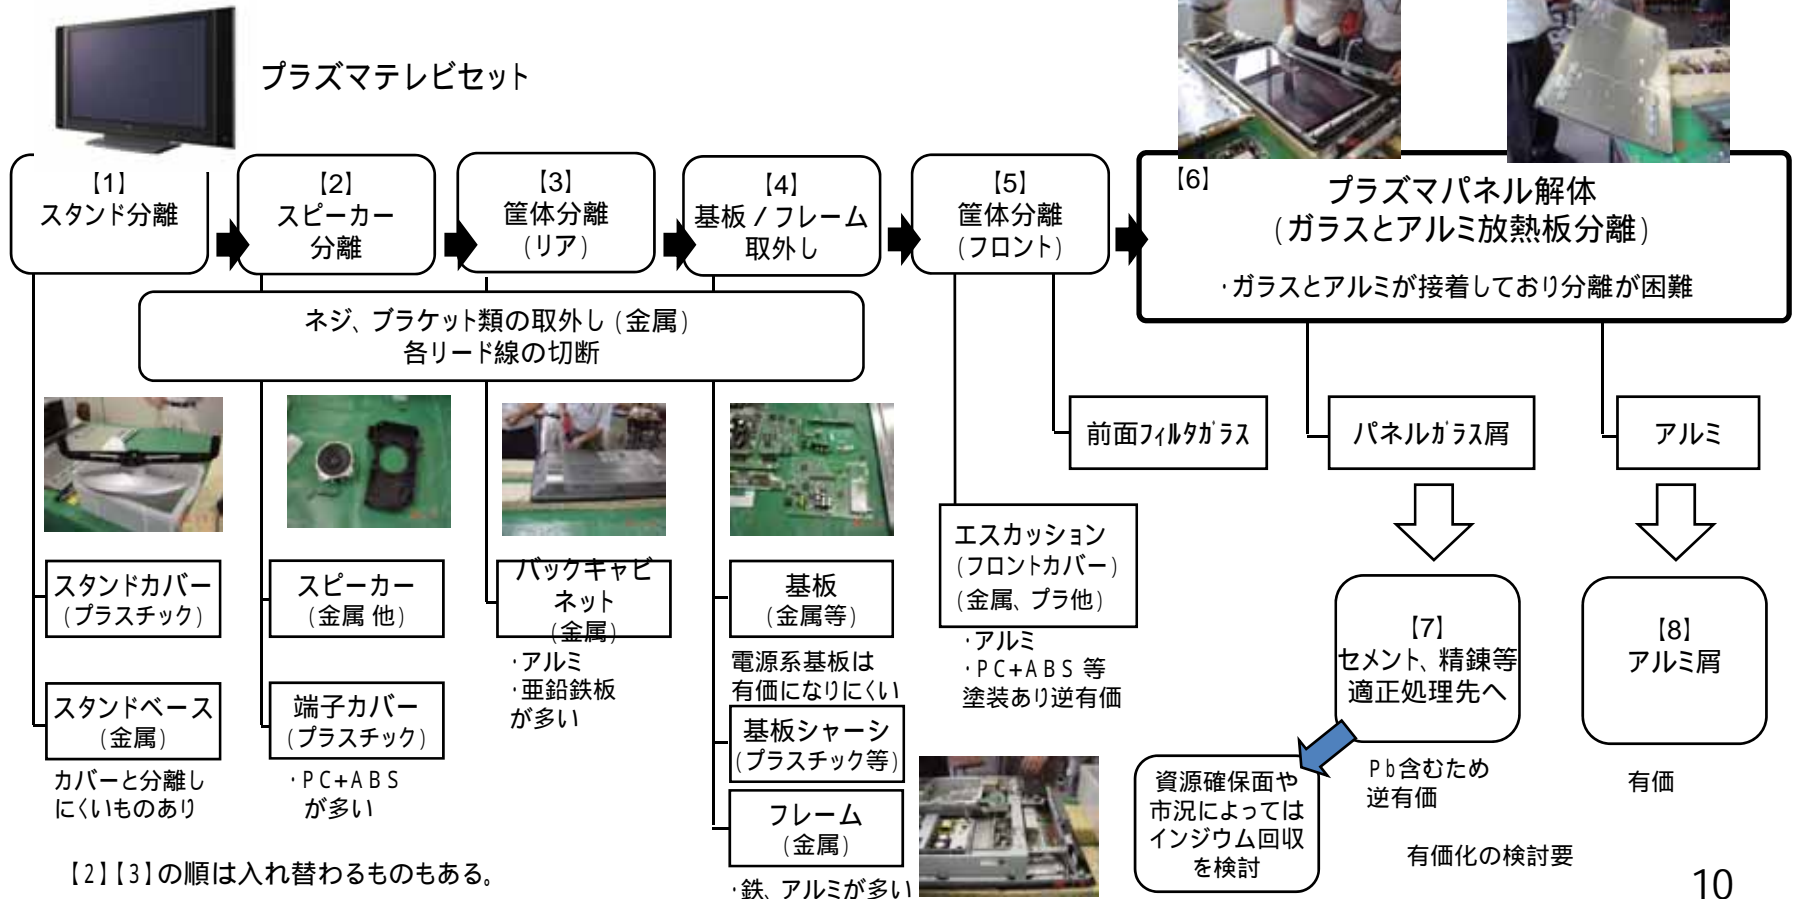 プラズマテレビセット
【1】
スタンド分離
【2】
スピーカー
分離
【3】
筐体分離
(リア)
【4】
基板/フレーム
取外し
【5】
筐体分離
(フロント)
【6】
プラズマパネル解体
(ガラスとアルミ放熱板分離)
・ガラスとアルミが接着しており分離が困難
ネジ、ブラケット類の取外し(金属)
各リード線の切断
スタンドカバー
(プラスチック)
スタンドベース
(金属)
カバーと分離し
にくいものあり
スピーカー
(金属 他)
端子カバー
(プラスチック)
・PC+ABS
が多い
バックキャビ
ネット
(金属)
・アルミ
・亜鉛鉄板
が多い
基板
(金属等)
電源系基板は
有価になりにくい
基板シャーシ
(プラスチック等)
フレーム
(金属)
・鉄、アルミが多い
エスカッション
(フロントカバー)
(金属、プラ他)
・アルミ
・PC+ABS 等
塗装あり逆有価
前面フィルタガラス
パネルガラス屑
アルミ
【7】
セメント、精錬等
適正処理先へ
Pb含むため
逆有価
資源確保面や
市況によっては
インジウム回収
を検討
【8】
アルミ屑
有価
有価化の検討要
【2】【3】の順は入れ替わるものもある。
10